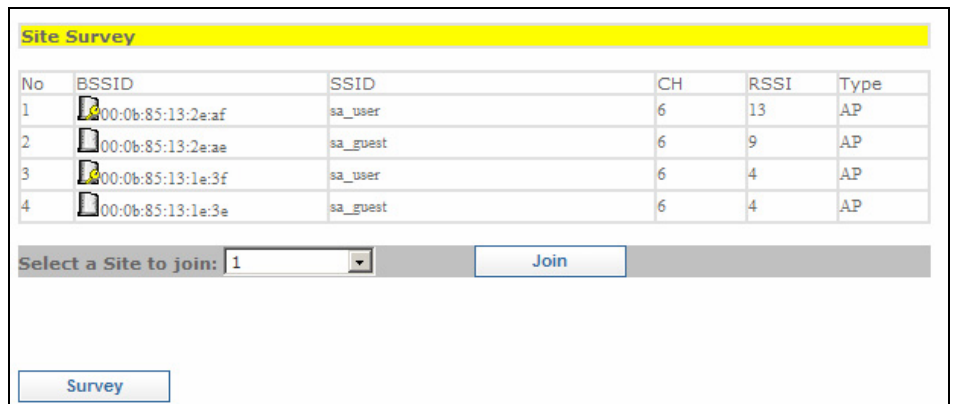 Site Survey
No BSSID SSID CH RSSI Type
1 00:0b:85:13:2e:af sa_user 6 13 AP
2 00:0b:85:13:2e:ae sa_guest 6 9 AP
3 00:0b:85:13:1e:3f sa_user 6 4 AP
4 00:0b:85:13:1e:3e sa_guest 6 4 AP
Select a Site to join: 1 Join
Survey